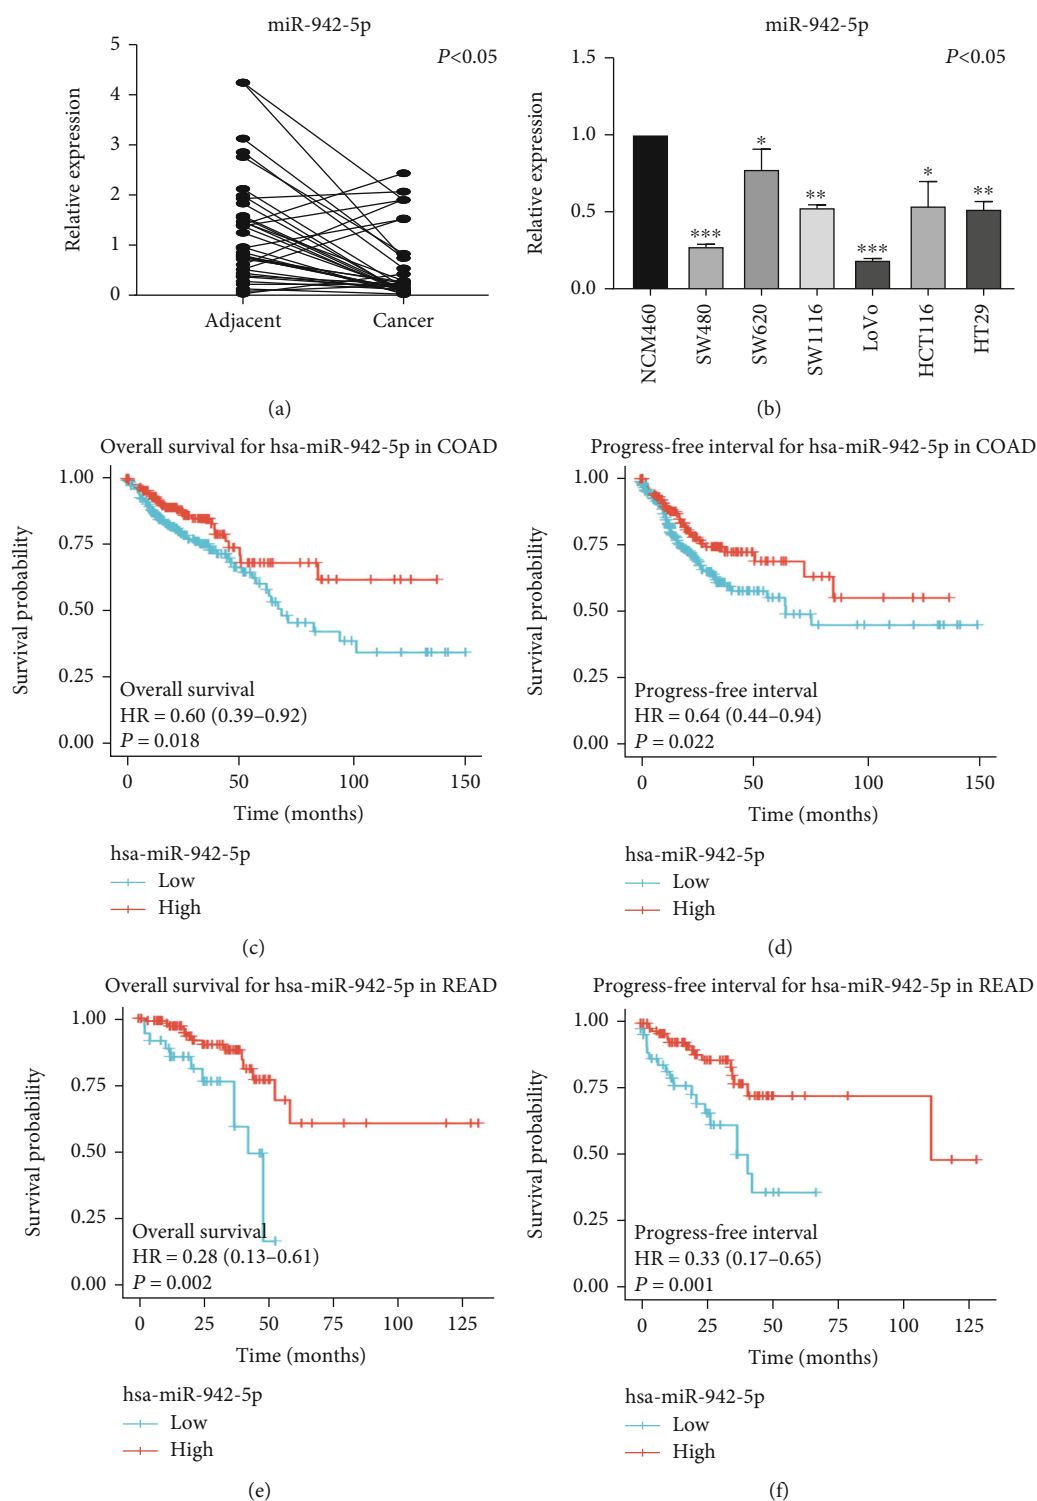 miR-942-5p
P<0.05
Relative expression
5
4
3
2
1
0
Adjacent Cancer
(a)
miR-942-5p
P<0.05
Relative expression
1.5
1.0
0.5
0.0
***
*
**
***
*
**
NCM460
SW480
SW620
SW1116
LoVo
HCT116
HT29
(b)
Overall survival for hsa-miR-942-5p in COAD
Survival probability
1.00
0.75
0.50
0.25
0.00
Overall survival
HR = 0.60 (0.39–0.92)
P = 0.018
0 50 100 150
Time (months)
hsa-miR-942-5p
Low
High
(c)
Progress-free interval for hsa-miR-942-5p in COAD
Survival probability
1.00
0.75
0.50
0.25
0.00
Progress-free interval
HR = 0.64 (0.44–0.94)
P = 0.022
0 50 100 150
Time (months)
hsa-miR-942-5p
Low
High
(d)
Overall survival for hsa-miR-942-5p in READ
Survival probability
1.00
0.75
0.50
0.25
0.00
Overall survival
HR = 0.28 (0.13–0.61)
P = 0.002
0 25 50 75 100 125
Time (months)
hsa-miR-942-5p
Low
High
(e)
Progress-free interval for hsa-miR-942-5p in READ
Survival probability
1.00
0.75
0.50
0.25
0.00
Progress-free interval
HR = 0.33 (0.17–0.65)
P = 0.001
0 25 50 75 100 125
Time (months)
hsa-miR-942-5p
Low
High
(f)